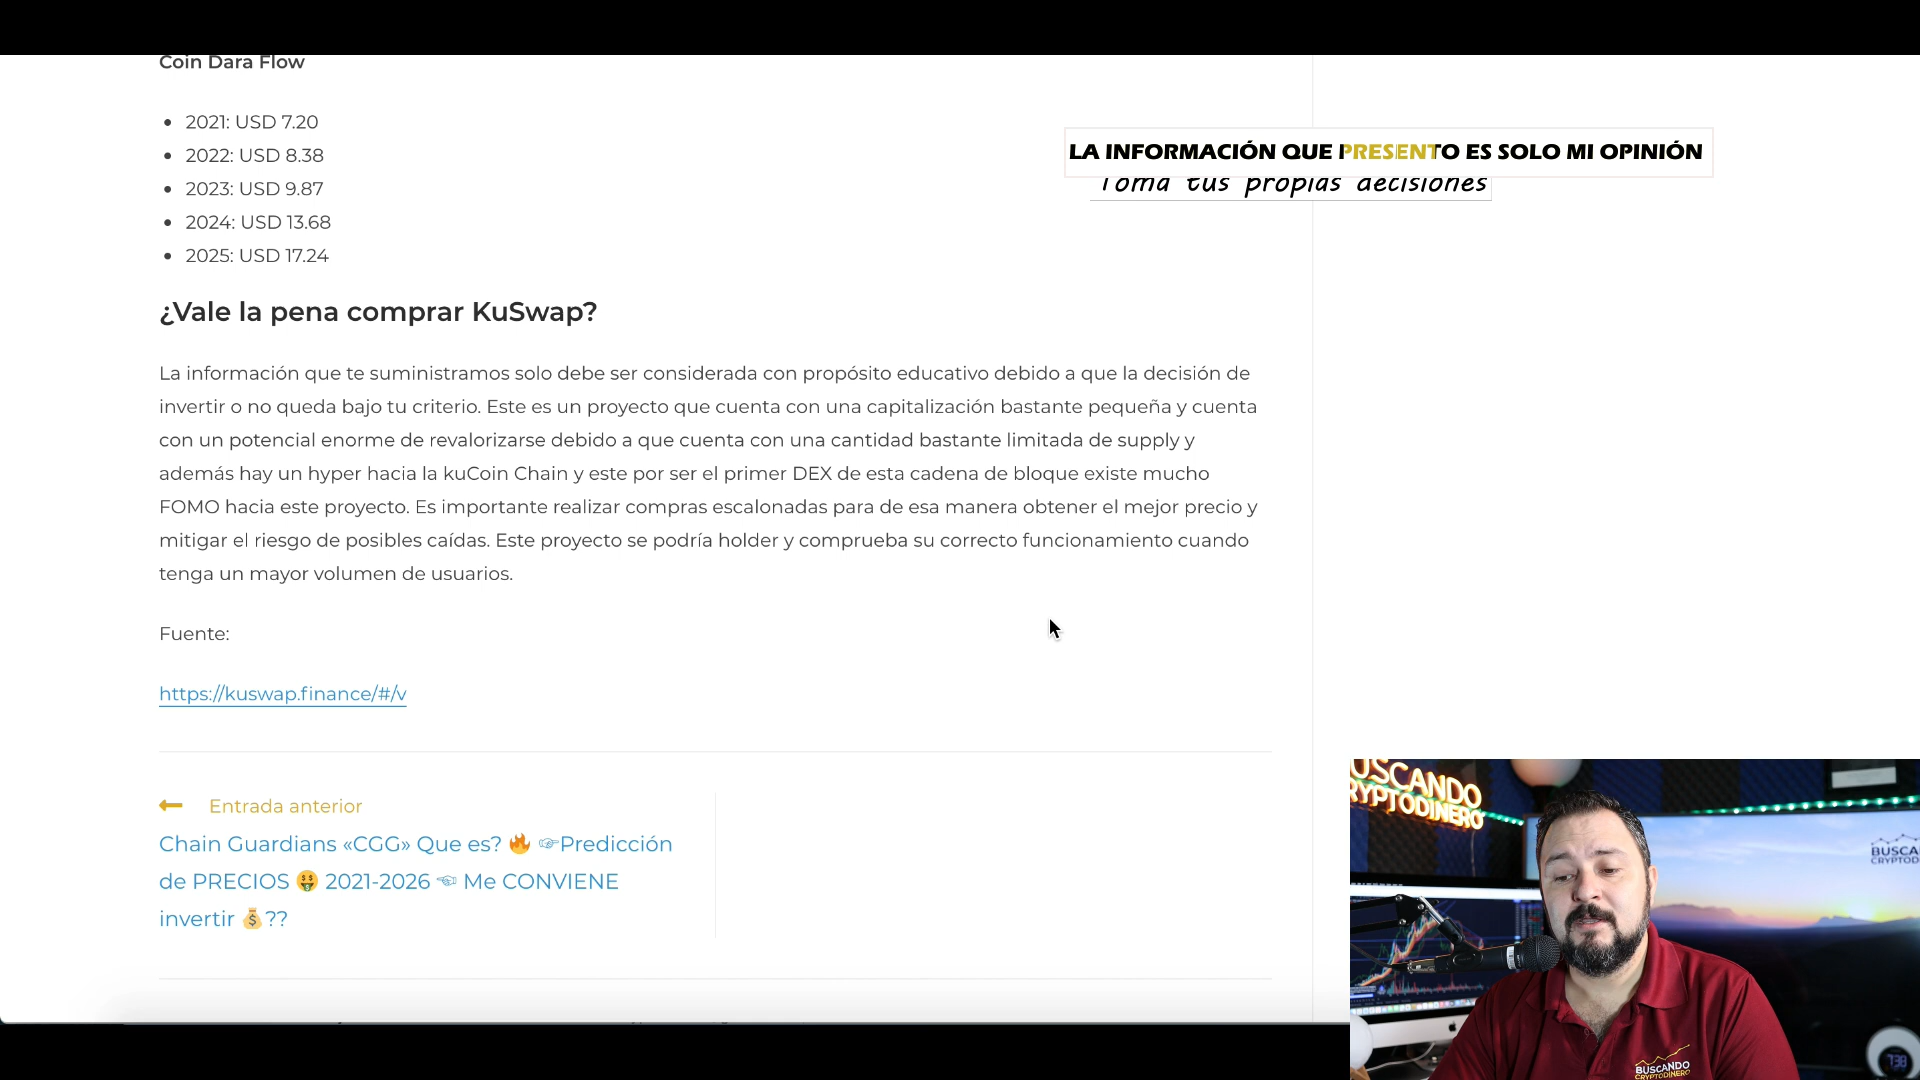 Coin Dara Flow
2021: USD 7.20
2022: USD 8.38
2023: USD 9.87
2024: USD 13.68
2025: USD 17.24
LA INFORMACIÓN QUE PRESENTO ES SOLO MI OPINIÓN
Toma tus propias decisiones
¿Vale la pena comprar KuSwap?
La información que te suministramos solo debe ser considerada con propósito educativo debido a que la decisión de
invertir o no queda bajo tu criterio. Este es un proyecto que cuenta con una capitalización bastante pequeña y cuenta
con un potencial enorme de revalorizarse debido a que cuenta con una cantidad bastante limitada de supply y
además hay un hyper hacia la kuCoin Chain y este por ser el primer DEX de esta cadena de bloque existe mucho
FOMO hacia este proyecto. Es importante realizar compras escalonadas para de esa manera obtener el mejor precio y
mitigar el riesgo de posibles caídas. Este proyecto se podría holder y comprueba su correcto funcionamiento cuando
tenga un mayor volumen de usuarios.
Fuente:
https://kuswap.finance/#/v
Entrada anterior
Chain Guardians «CGG» Que es? 🔥 👉Predicción
de PRECIOS 🤑 2021-2026 👈 Me CONVIENE
invertir 💰??
USCANDO
RYPTODINERO
BUSCA
CRYPTOD
BUSCANDO
CRYPTODINERO